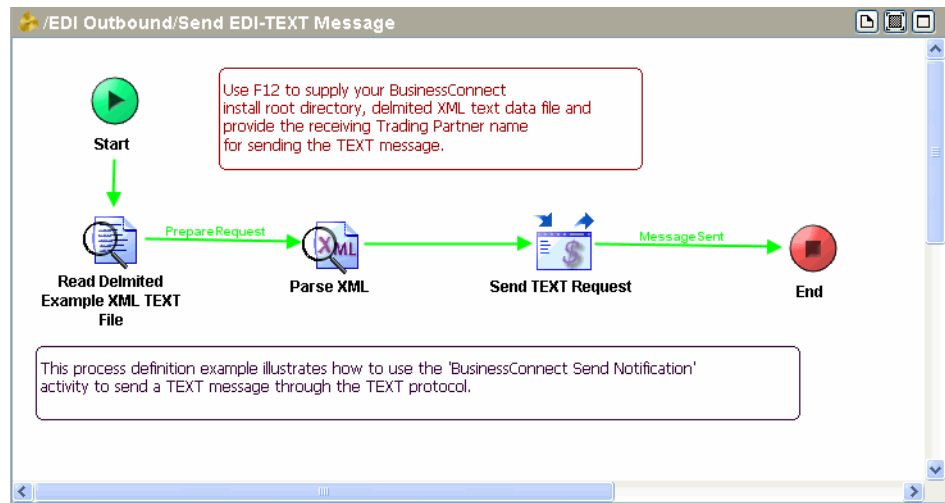 /EDI Outbound/Send EDI-TEXT Message
Use F12 to supply your BusinessConnect
install root directory, delmited XML text data file and
provide the receiving Trading Partner name
for sending the TEXT message.
Start
PrepareRequest
MessageSent
XML
Read Delmited
Example XML TEXT
File
Parse XML
Send TEXT Request
End
This process definition example illustrates how to use the 'BusinessConnect Send Notification'
activity to send a TEXT message through the TEXT protocol.